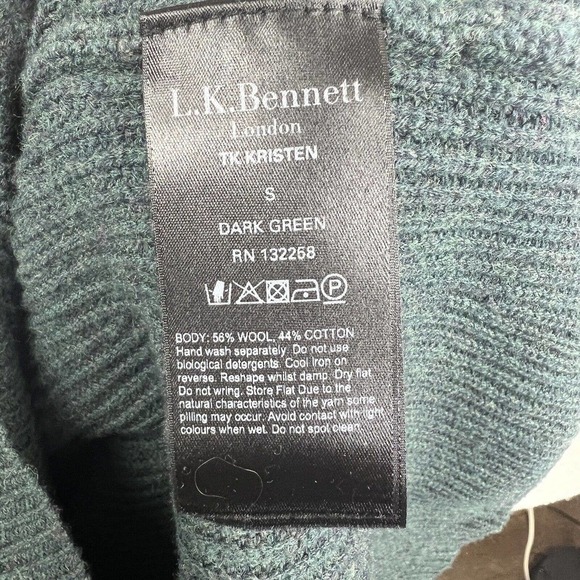 L.K.Bennett
London
TK KRISTEN
S
DARK GREEN
RN 132258
P
BODY: 56% WOOL, 44% COTTON
Hand wash separately. Do not use
biological detergents. Cool iron on
reverse. Reshape whilst damp. Dry flat.
Do not wring. Store Flat Due to the
natural characteristics of the yarn some
pilling may occur. Avoid contact with light
colours when wet. Do not spot clean.